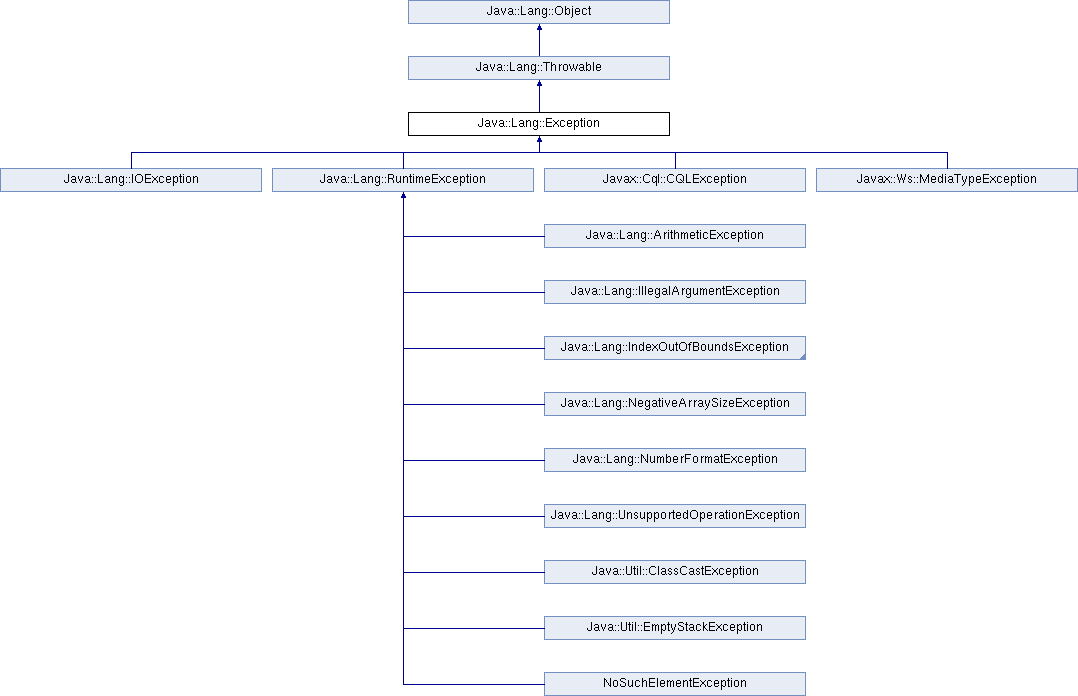 Java::Lang::Object
Java::Lang::Throwable
Java::Lang::Exception
Java::Lang::IOException
Java::Lang::RuntimeException
Javax::Cql::CQLException
Javax::Ws::MediaTypeException
Java::Lang::ArithmeticException
Java::Lang::IllegalArgumentException
Java::Lang::IndexOutOfBoundsException
Java::Lang::NegativeArraySizeException
Java::Lang::NumberFormatException
Java::Lang::UnsupportedOperationException
Java::Util::ClassCastException
Java::Util::EmptyStackException
NoSuchElementException